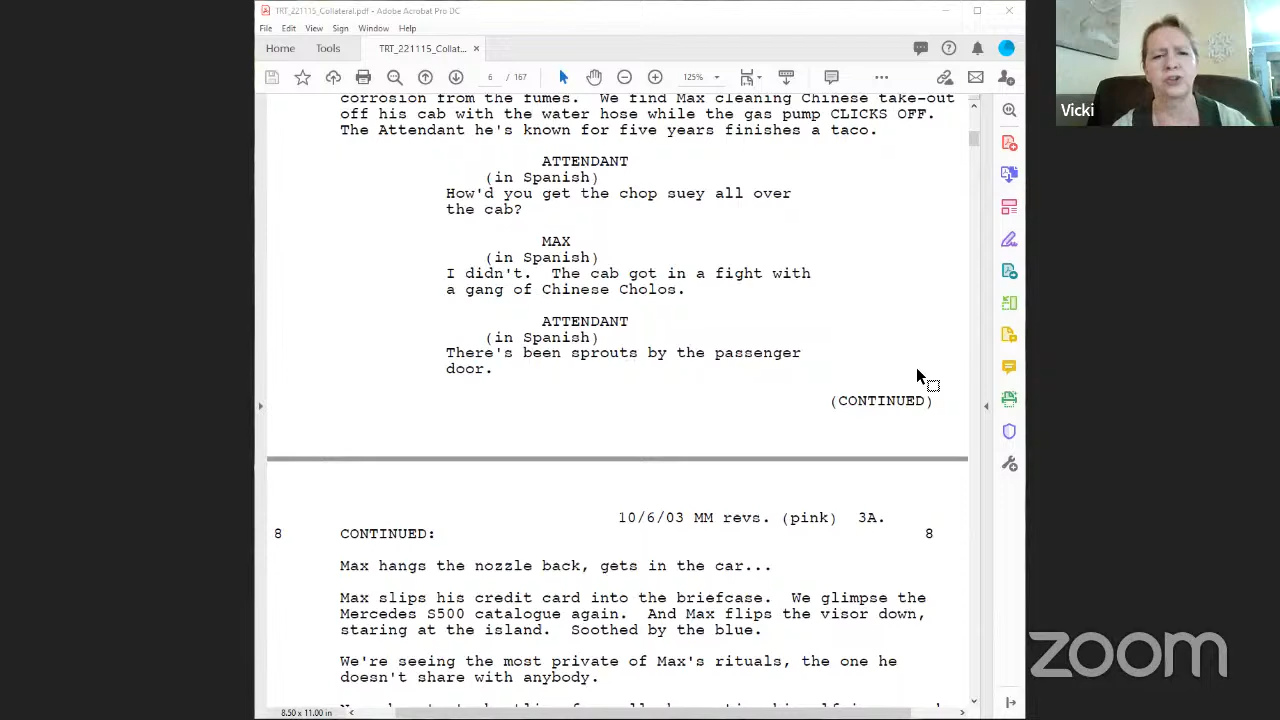 TRT_221115_Collateral.pdf - Adobe Acrobat Pro DC
File Edit View Sign Window Help
Home Tools TRT_221115_Collat... ×
6 / 167 125%
corrosion from the fumes. We find Max cleaning Chinese take-out
off his cab with the water hose while the gas pump CLICKS OFF.
The Attendant he's known for five years finishes a taco.
ATTENDANT
(in Spanish)
How'd you get the chop suey all over
the cab?
MAX
(in Spanish)
I didn't. The cab got in a fight with
a gang of Chinese Cholos.
ATTENDANT
(in Spanish)
There's been sprouts by the passenger
door.
(CONTINUED)
10/6/03 MM revs. (pink) 3A.
8 CONTINUED: 8
Max hangs the nozzle back, gets in the car...
Max slips his credit card into the briefcase. We glimpse the
Mercedes S500 catalogue again. And Max flips the visor down,
staring at the island. Soothed by the blue.
We're seeing the most private of Max's rituals, the one he
doesn't share with anybody.
8.50 x 11.00 in
Vicki
zoom